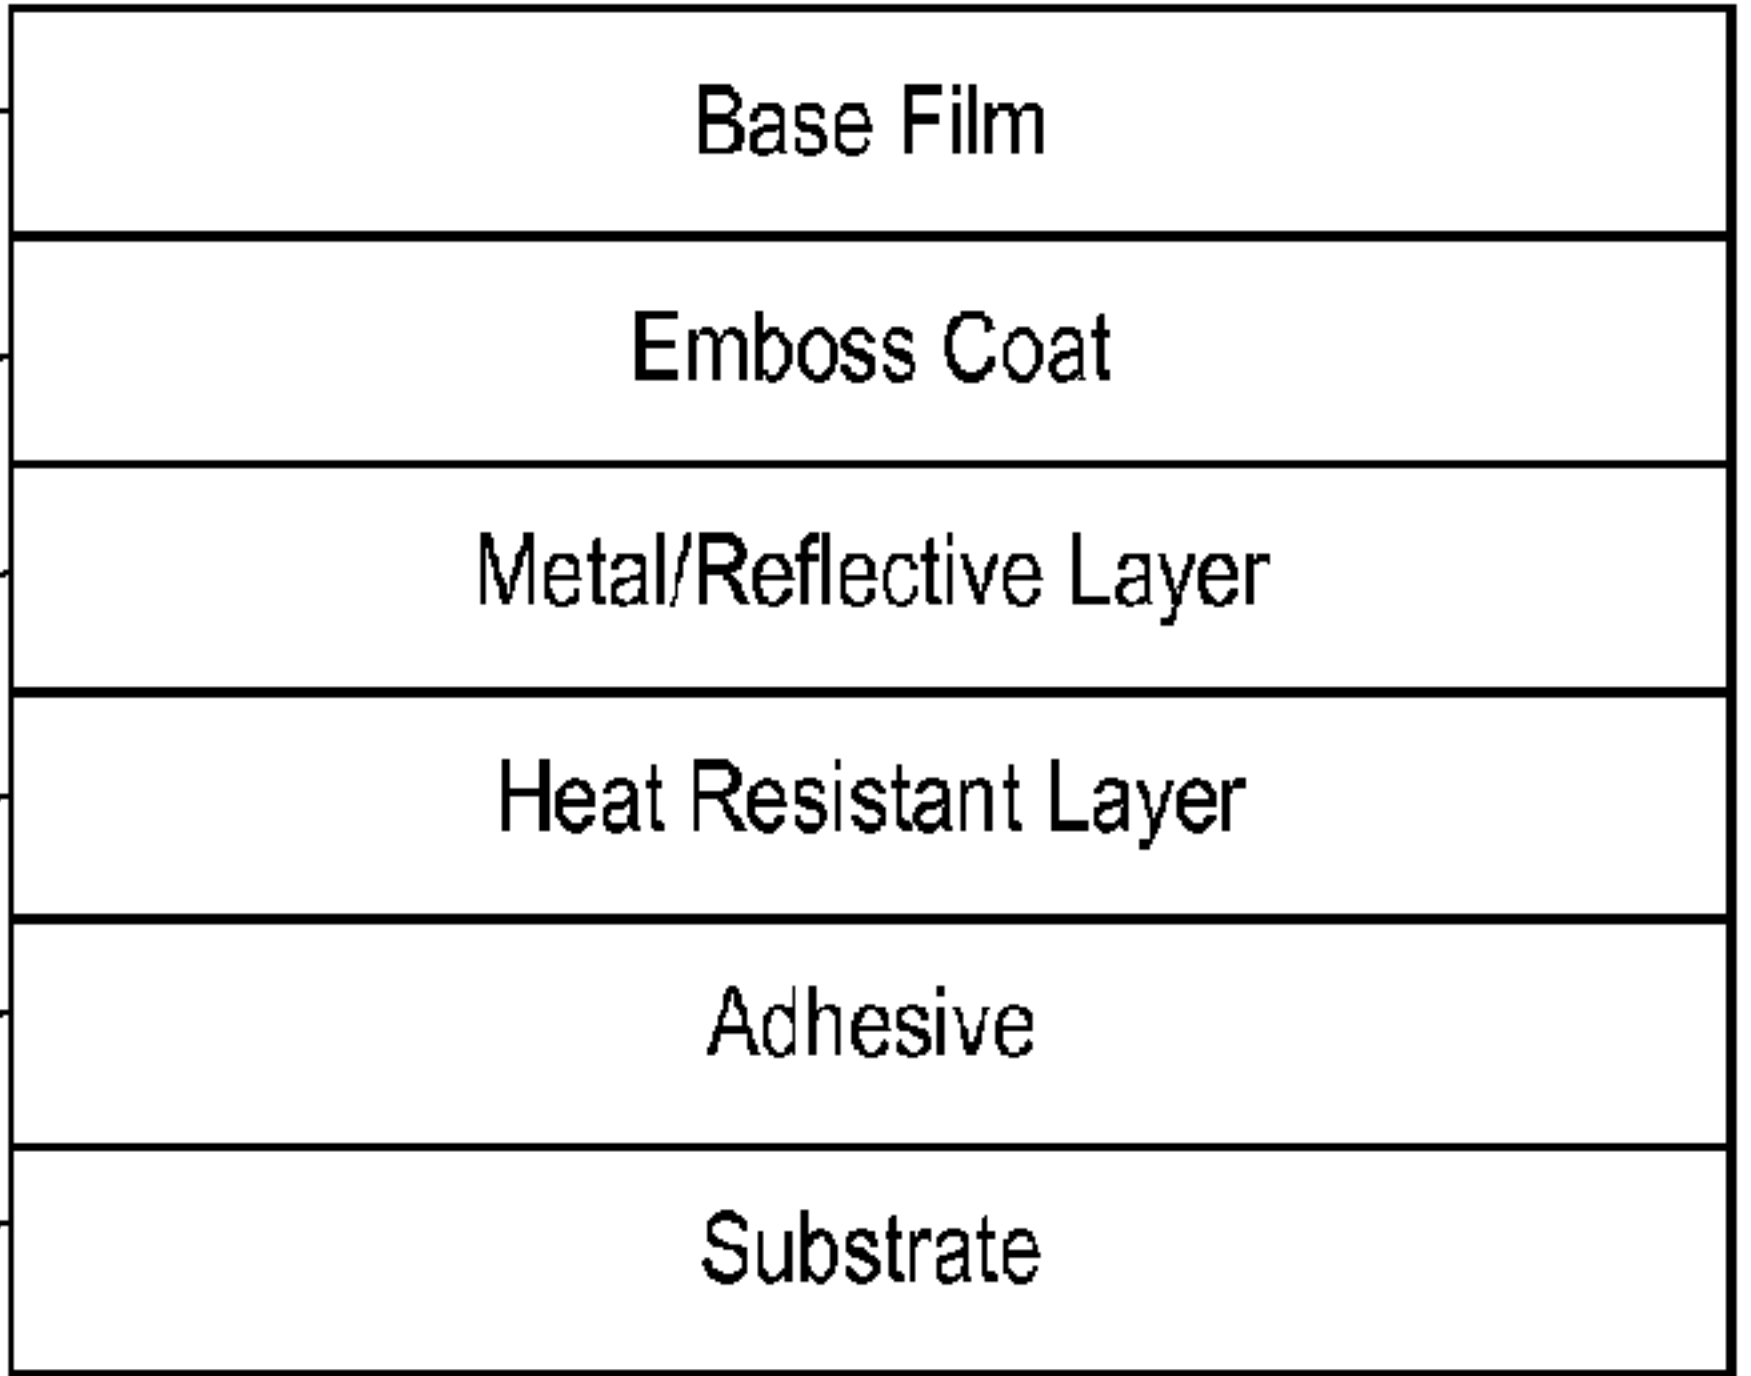 Base Film
Emboss Coat
Metal/Reflective Layer
Heat Resistant Layer
Adhesive
Substrate